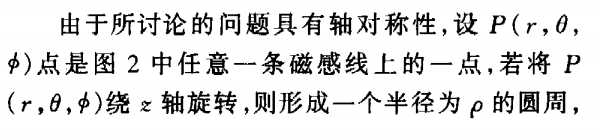 由于所讨论的问题具有轴对称性,设 P(r,θ,
ϕ)点是图 2 中任意一条磁感线上的一点,若将 P
(r,θ,ϕ)绕 z 轴旋转,则形成一个半径为 ρ 的圆周,